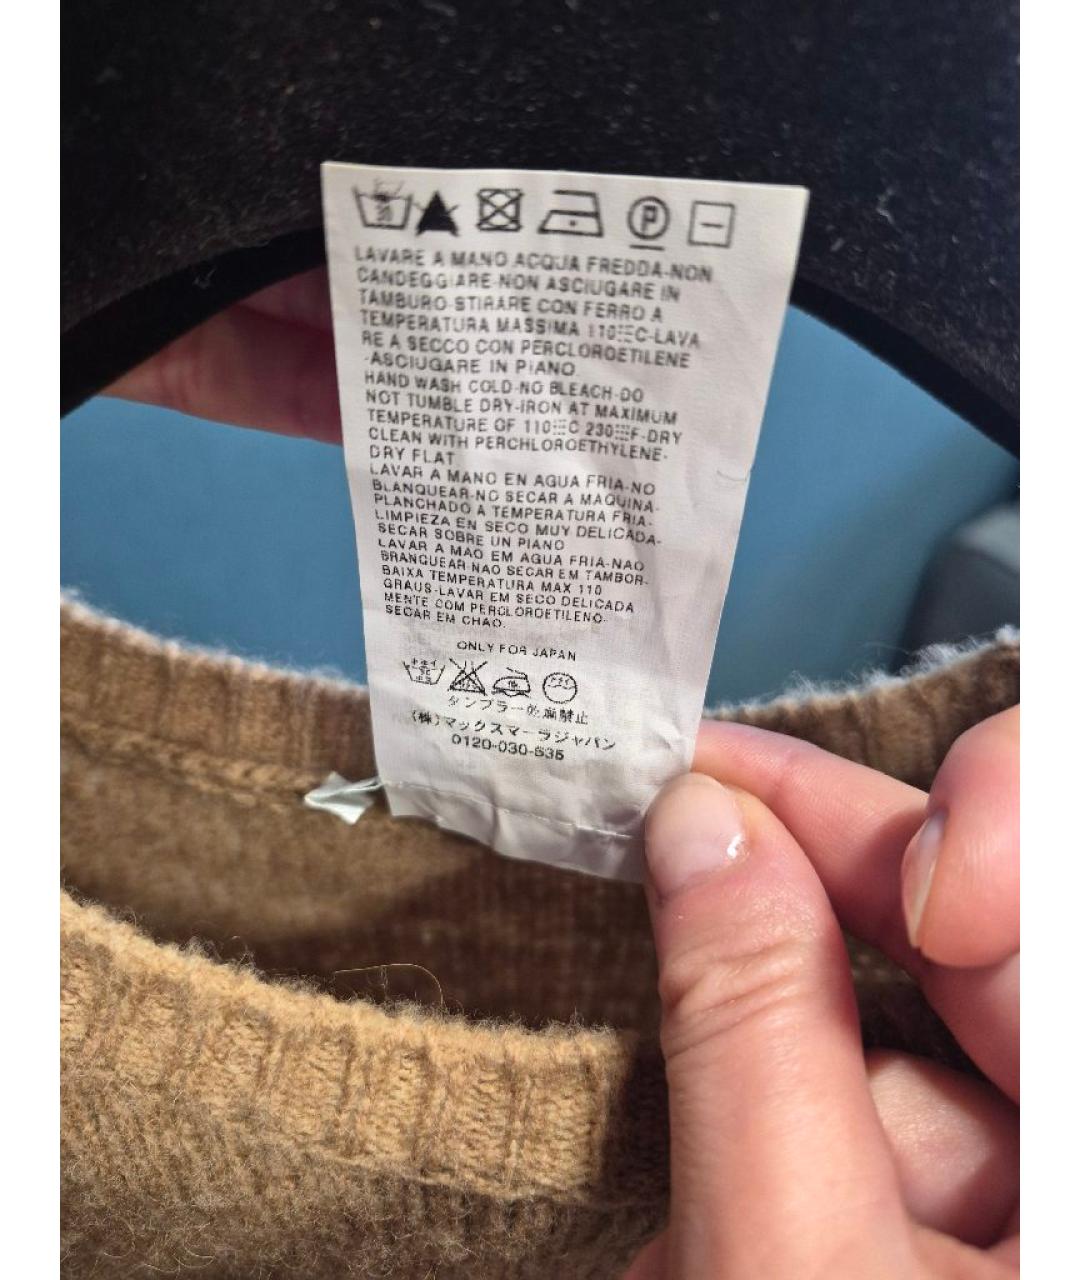 30
P
LAVARE A MANO ACQUA FREDDA-NON
CANDEGGIARE-NON ASCIUGARE IN
TAMBURO-STIRARE CON FERRO A
TEMPERATURA MASSIMA 110 C-LAVA
RE A SECCO CON PERCLOROETILENE
-ASCIUGARE IN PIANO
HAND WASH COLD-NO BLEACH-DO
NOT TUMBLE DRY-IRON AT MAXIMUM
TEMPERATURE OF 110 C 230 F-DRY
CLEAN WITH PERCHLOROETHYLENE-
DRY FLAT
LAVAR A MANO EN AGUA FRIA-NO
BLANQUEAR-NO SECAR A MAQUINA-
PLANCHADO A TEMPERATURA FRIA-
LIMPIEZA EN SECO MUY DELICADA-
SECAR SOBRE UN PIANO
LAVAR A MAO EM AGUA FRIA-NAO
BRANQUEAR-NAO SECAR EM TAMBOR-
BAIXA TEMPERATURA MAX 110
GRAUS-LAVAR EM SECO DELICADA
MENTE COM PERCLOROETILENO-
SECAR EM CHAO.
ONLY FOR JAPAN
タンブラー乾燥禁止
(株)マックスマーラジャパン
0120-030-535